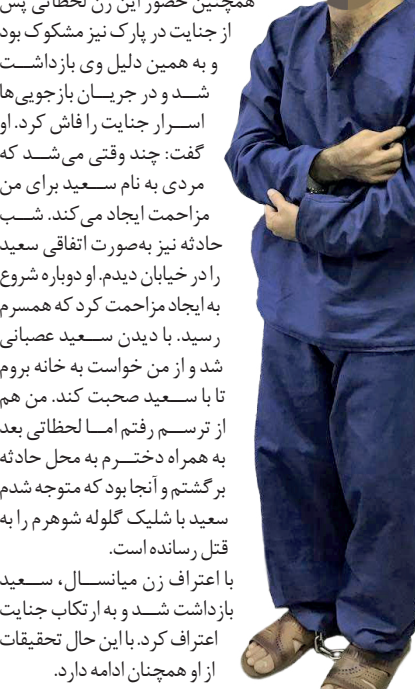 همچنین حضور این زن لحظاتی پس
از جنایت در پارک نیز مشکوک بود
و به همین دلیل وی بازداشت
شد و در جریان بازجویی‌ها
اسرار جنایت را فاش کرد. او
گفت: چند وقتی می‌شد که
مردی به نام سعید برای من
مزاحمت ایجاد می‌کند. شب
حادثه نیز به‌صورت اتفاقی سعید
را در خیابان دیدم. او دوباره شروع
به ایجاد مزاحمت کرد که همسرم
رسید. با دیدن سعید عصبانی
شد و از من خواست به خانه بروم
تا با سعید صحبت کند. من هم
از ترسم رفتم اما لحظاتی بعد
به همراه دخترم به محل حادثه
برگشتم و آنجا بود که متوجه شدم
سعید با شلیک گلوله شوهرم را به
قتل رسانده است.
با اعتراف زن میانسال، سعید
بازداشت شد و به ارتکاب جنایت
اعتراف کرد. با این حال تحقیقات
از او همچنان ادامه دارد.